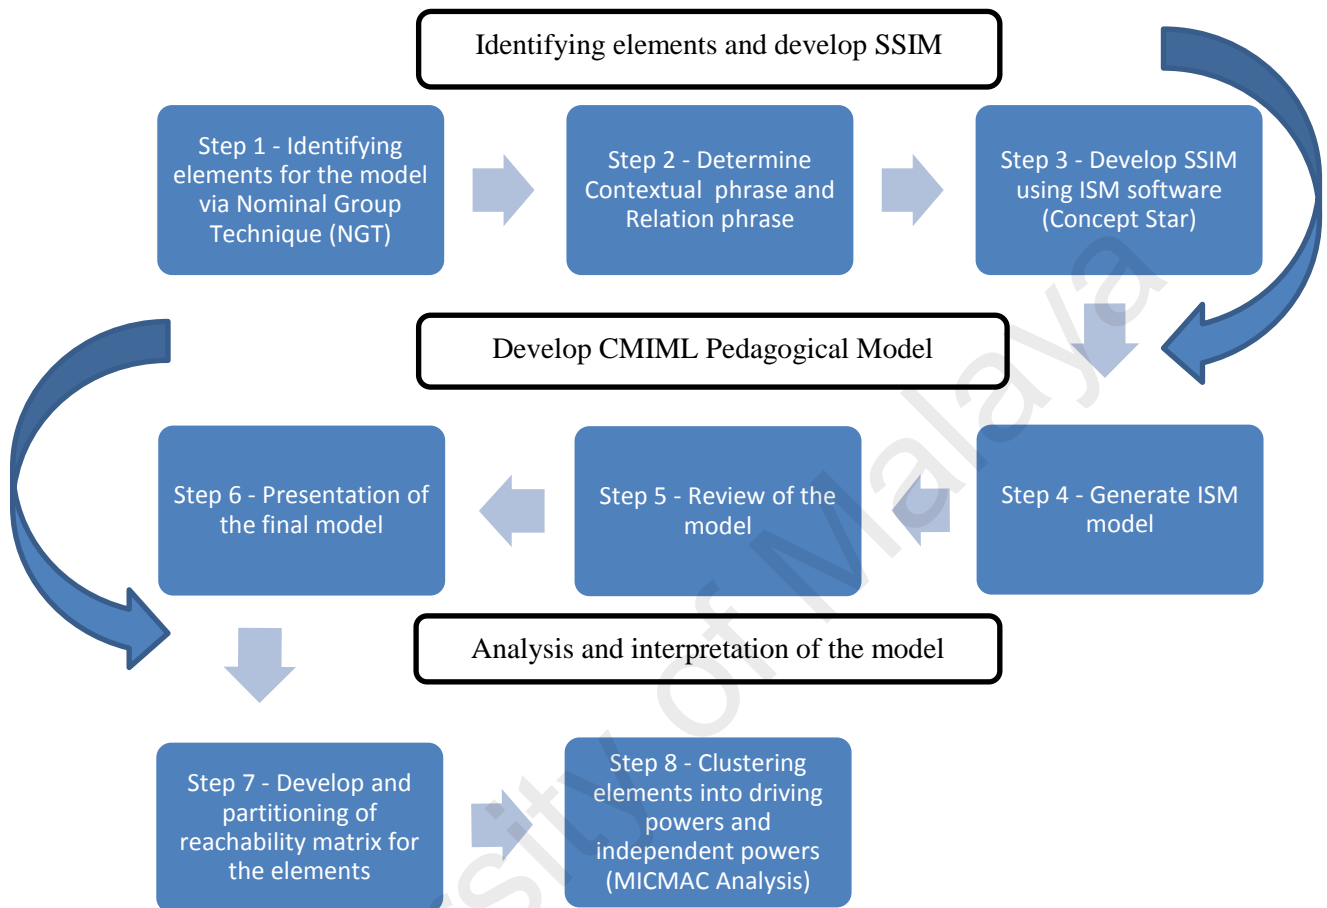 Identifying elements and develop SSIM
Step 1 - Identifying
elements for the model
via Nominal Group
Technique (NGT)
Step 2 - Determine
Contextual phrase and
Relation phrase
Step 3 - Develop SSIM
using ISM software
(Concept Star)
Develop CMIML Pedagogical Model
Step 4 - Generate ISM
model
Step 5 - Review of the
model
Step 6 - Presentation of
the final model
Analysis and interpretation of the model
Step 7 - Develop and
partitioning of
reachability matrix for
the elements
Step 8 - Clustering
elements into driving
powers and
independent powers
(MICMAC Analysis)
of Malaya